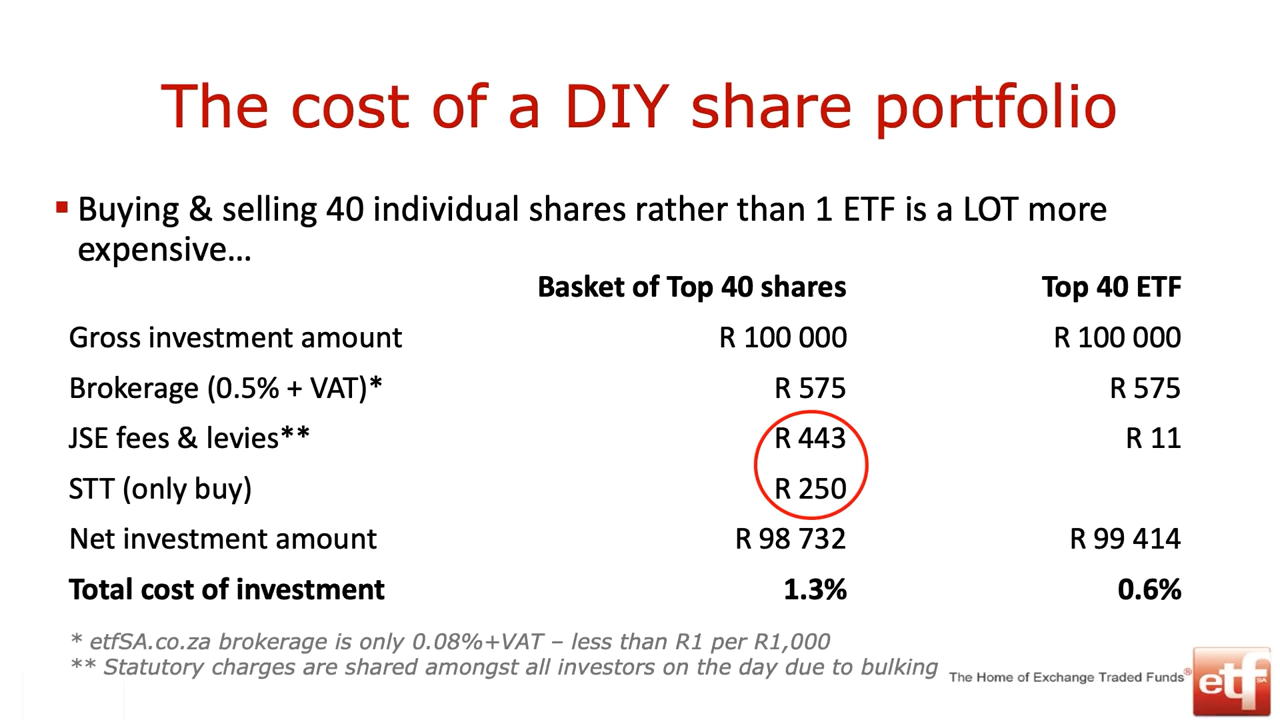 The cost of a DIY share portfolio
▪ Buying & selling 40 individual shares rather than 1 ETF is a LOT more
expensive…
Basket of Top 40 shares Top 40 ETF
Gross investment amount R 100 000 R 100 000
Brokerage (0.5% + VAT)* R 575 R 575
JSE fees & levies** R 443 R 11
STT (only buy) R 250
Net investment amount R 98 732 R 99 414
Total cost of investment 1.3% 0.6%
* etfSA.co.za brokerage is only 0.08%+VAT – less than R1 per R1,000
** Statutory charges are shared amongst all investors on the day due to bulking
The Home of Exchange Traded Funds®
etf SA